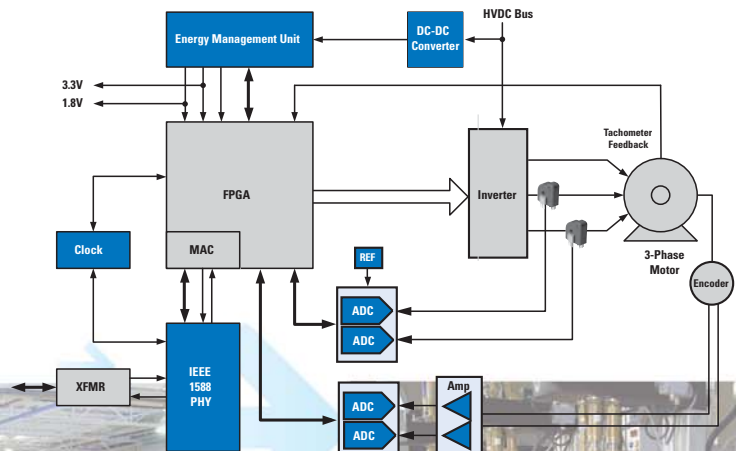 HVDC Bus
Energy Management Unit
DC-DC
Converter
3.3V
1.8V
Tachometer
Feedback
FPGA
Inverter
MAC
Clock
REF
3-Phase
Motor
Encoder
ADC
ADC
IEEE
1588
PHY
XFMR
Amp
ADC
ADC